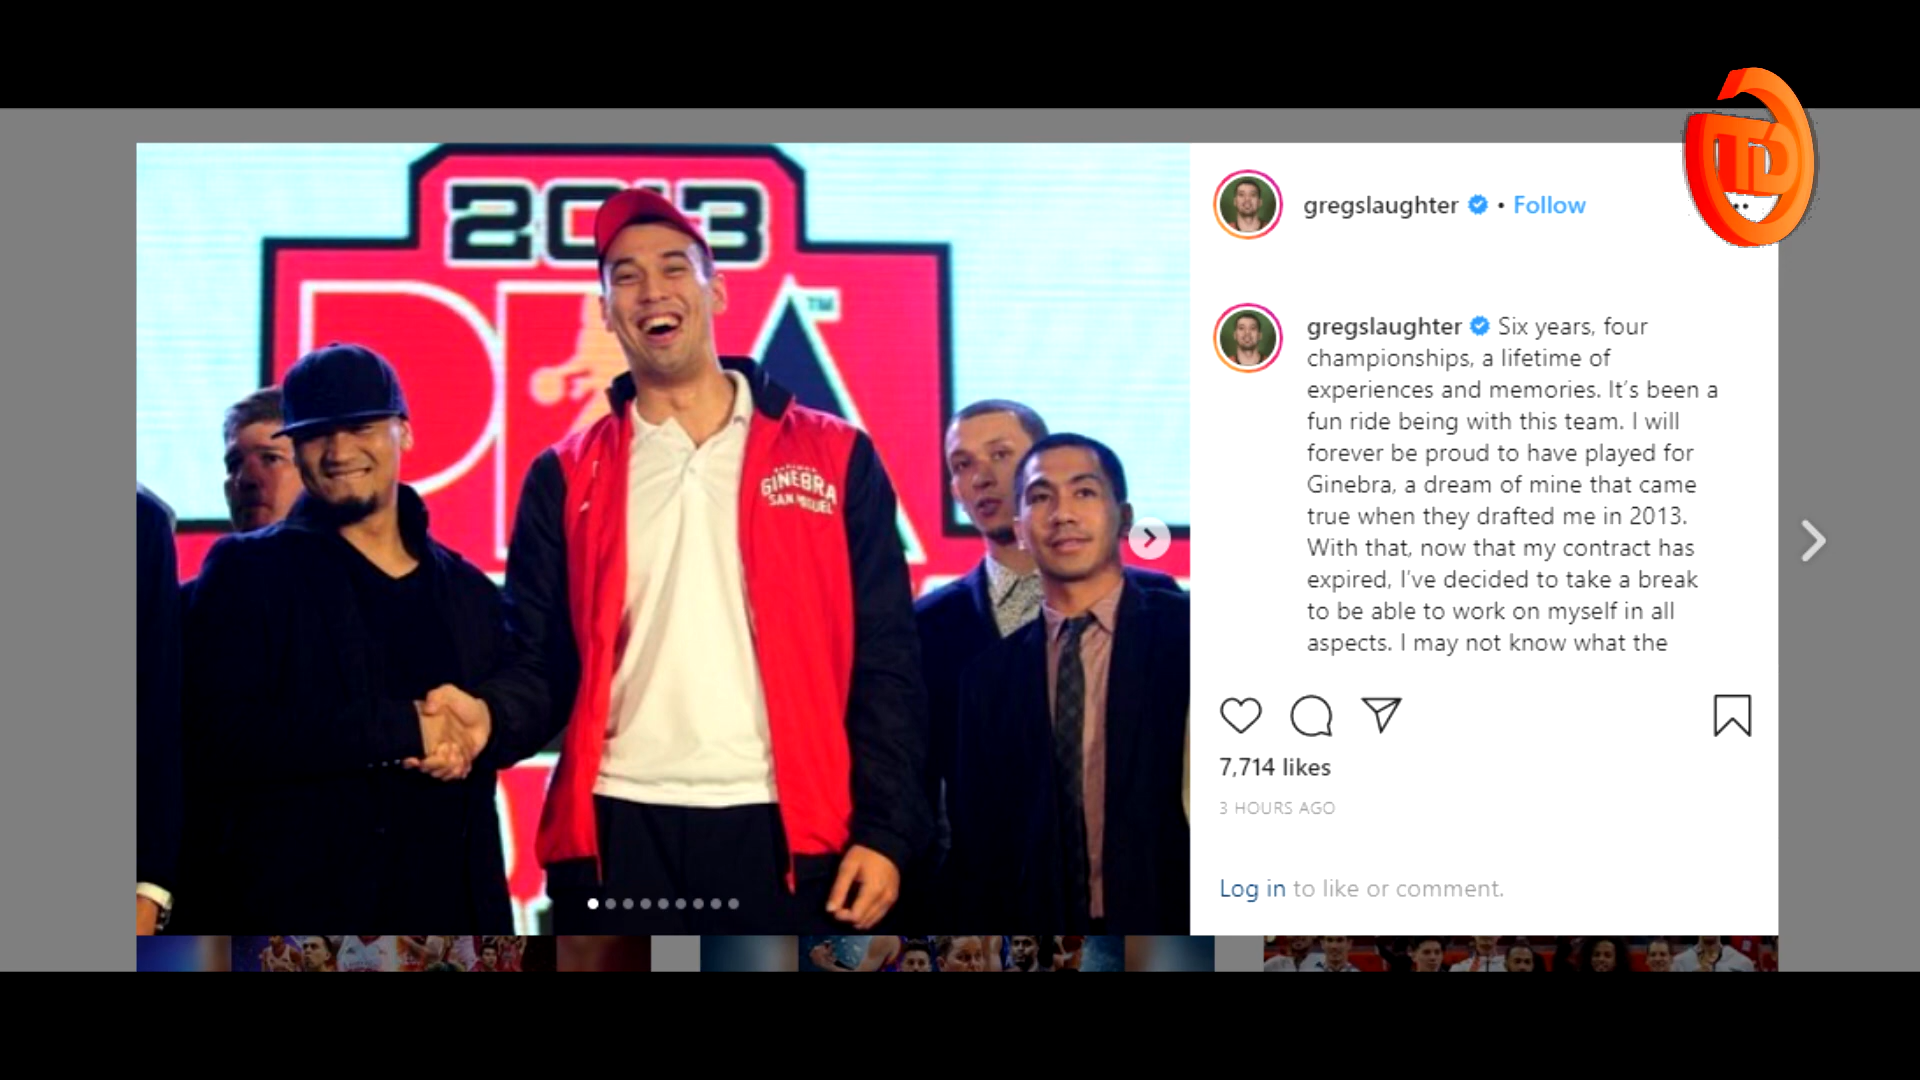 2013
PBA
TM
GINEBRA
SAN MIGUEL
TD
gregslaughter • Follow
gregslaughter Six years, four
championships, a lifetime of
experiences and memories. It's been a
fun ride being with this team. I will
forever be proud to have played for
Ginebra, a dream of mine that came
true when they drafted me in 2013.
With that, now that my contract has
expired, I've decided to take a break
to be able to work on myself in all
aspects. I may not know what the
7,714 likes
3 HOURS AGO
Log in to like or comment.